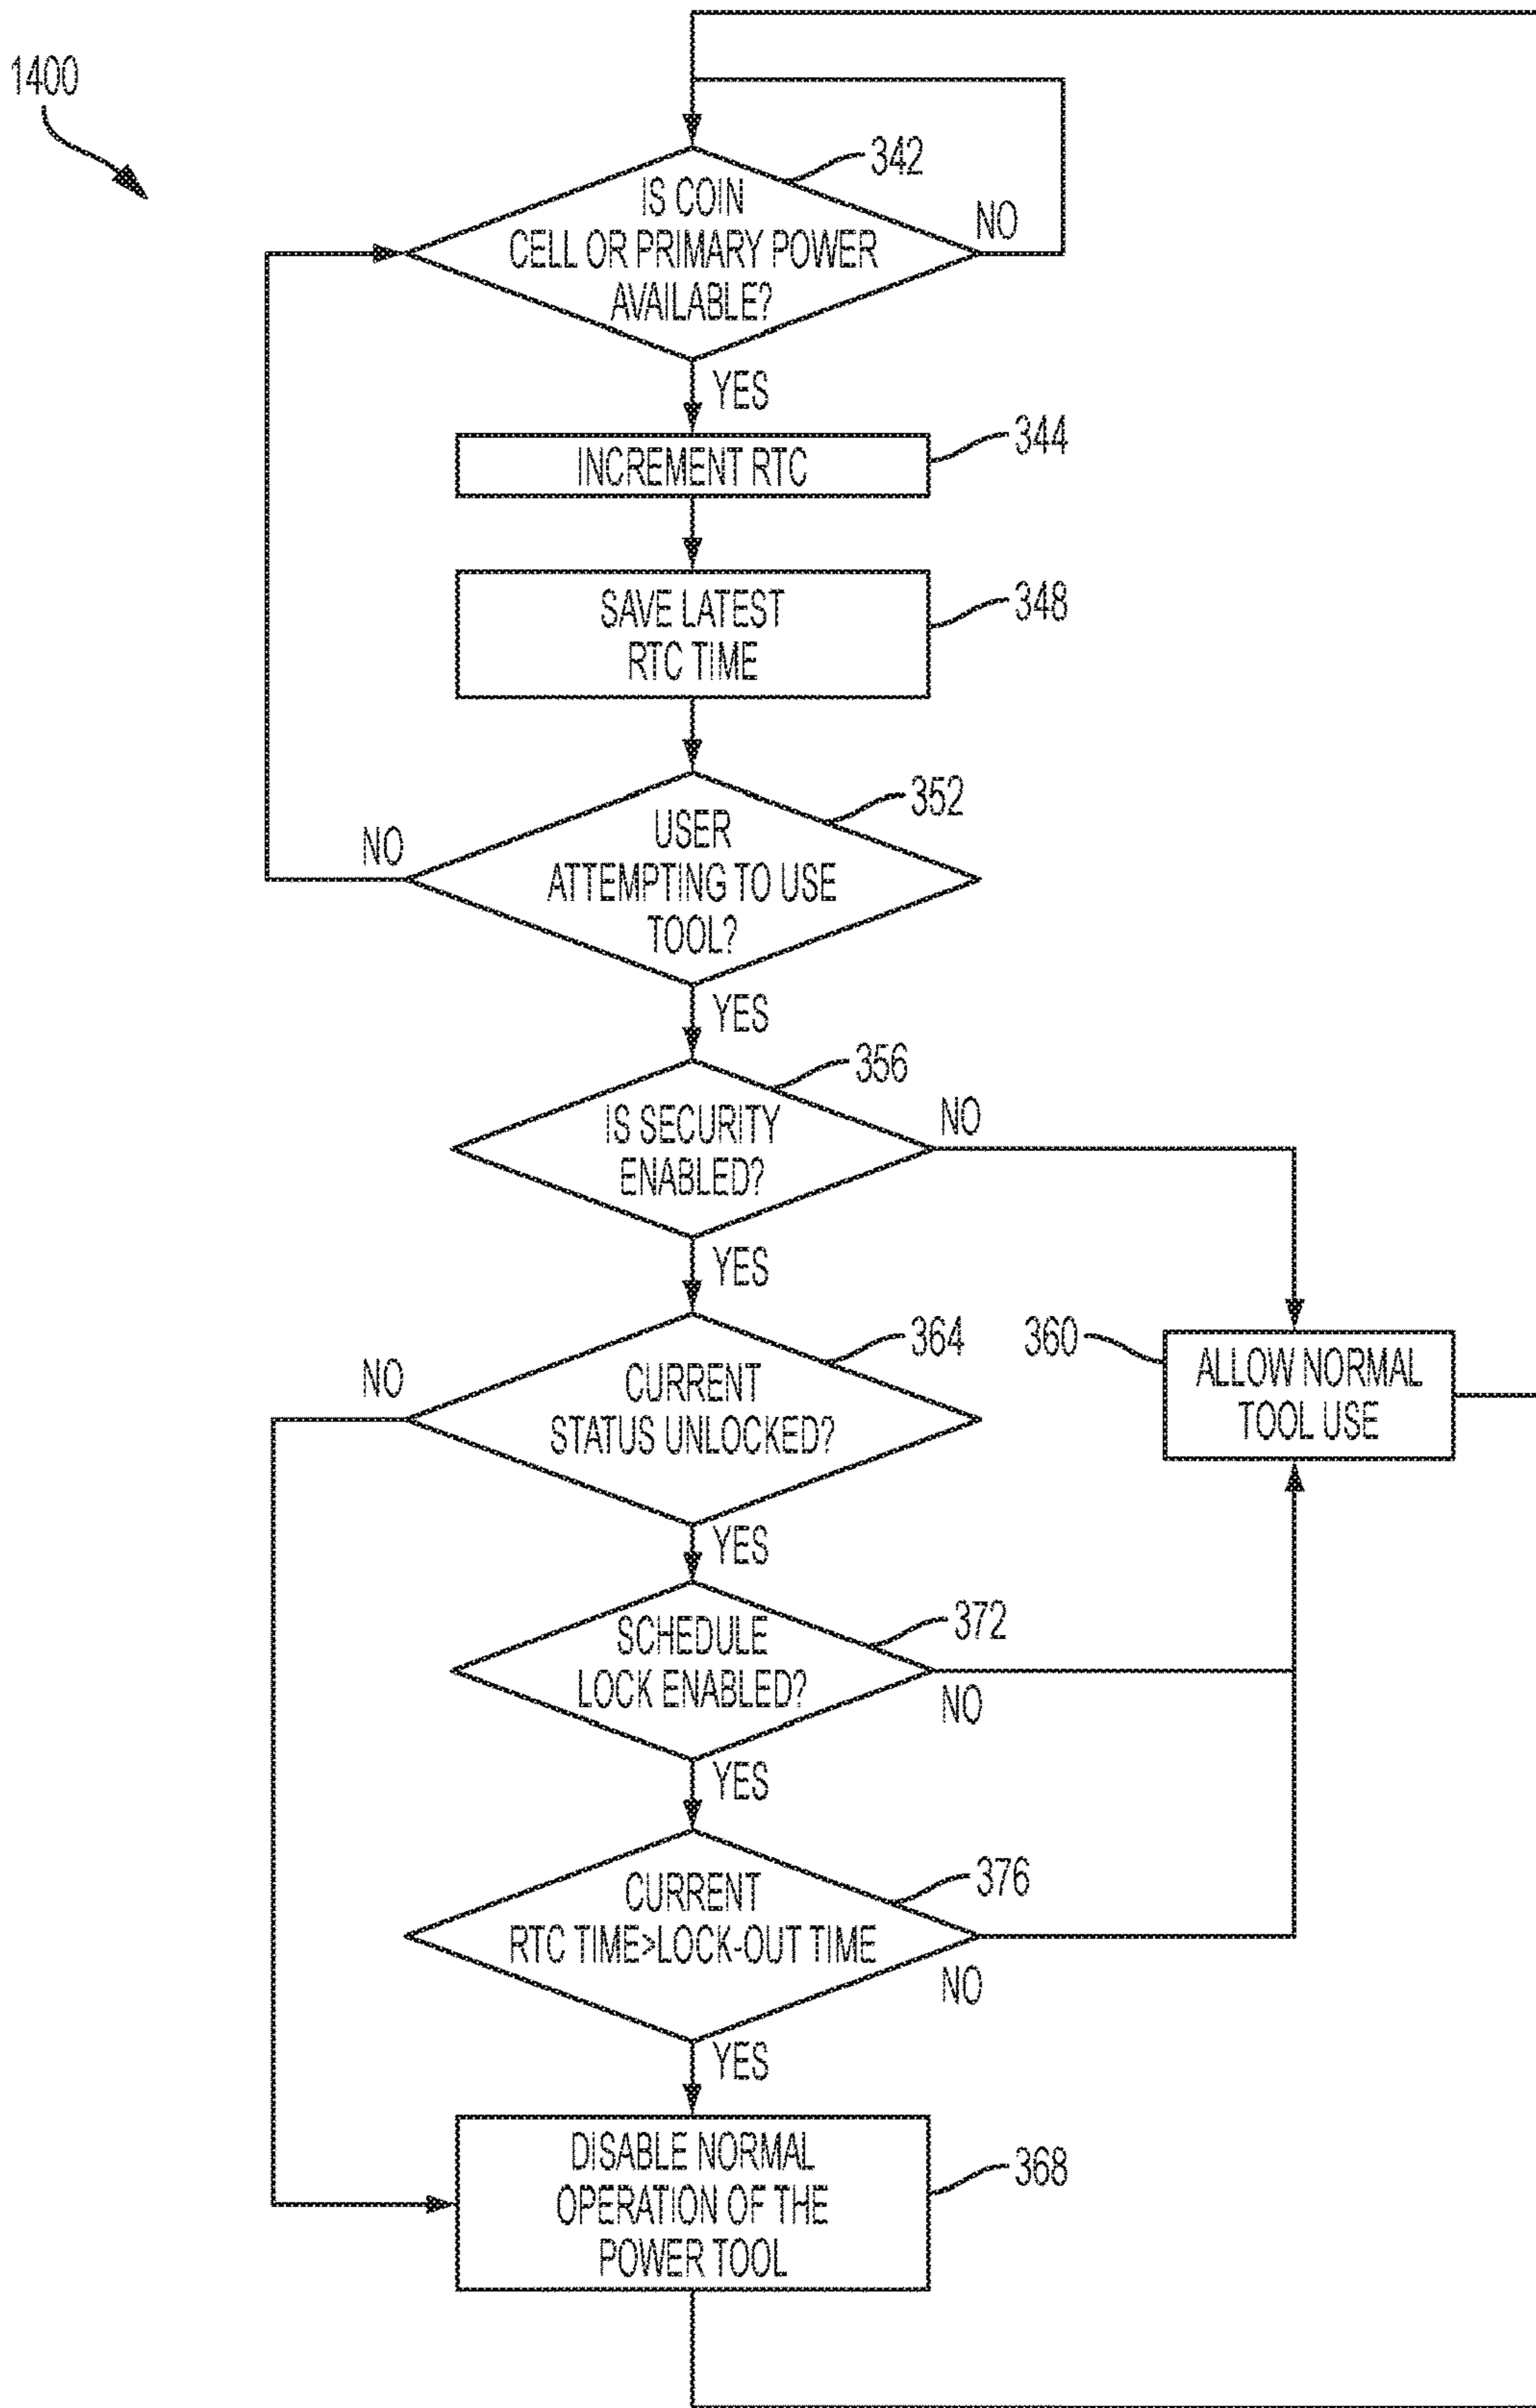 1400
342
IS COIN
CELL OR PRIMARY POWER
AVAILABLE?
NO
YES
INCREMENT RTC
344
SAVE LATEST
RTC TIME
348
352
USER
ATTEMPTING TO USE
TOOL?
NO
YES
356
IS SECURITY
ENABLED?
NO
YES
364
CURRENT
STATUS UNLOCKED?
NO
360
ALLOW NORMAL
TOOL USE
YES
SCHEDULE
LOCK ENABLED?
372
NO
YES
CURRENT
RTC TIME>LOCK-OUT TIME
376
NO
YES
DISABLE NORMAL
OPERATION OF THE
POWER TOOL
368